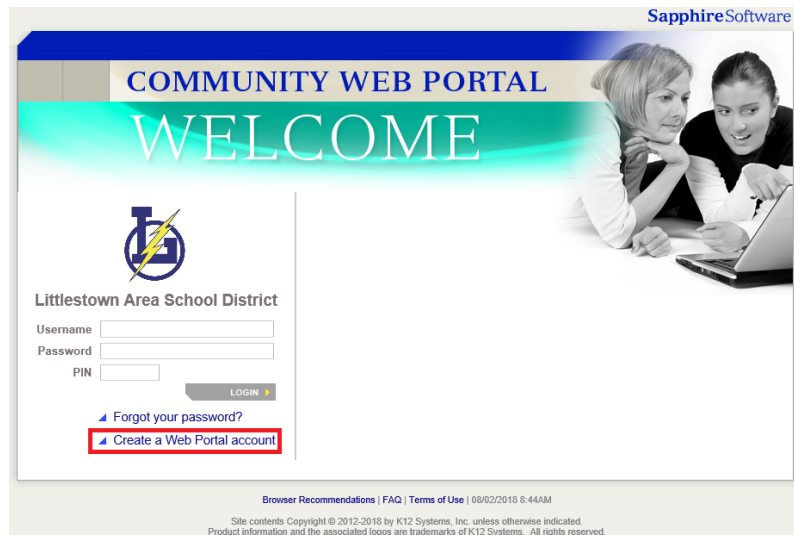 SapphireSoftware
COMMUNITY WEB PORTAL
WELCOME
L
Littlestown Area School District
Username
Password
PIN
LOGIN
Forgot your password?
Create a Web Portal account
Browser Recommendations | FAQ | Terms of Use | 08/02/2018 8:44AM
Site contents Copyright © 2012-2018 by K12 Systems, Inc. unless otherwise indicated.
Product information and the associated logos are trademarks of K12 Systems. All rights reserved.